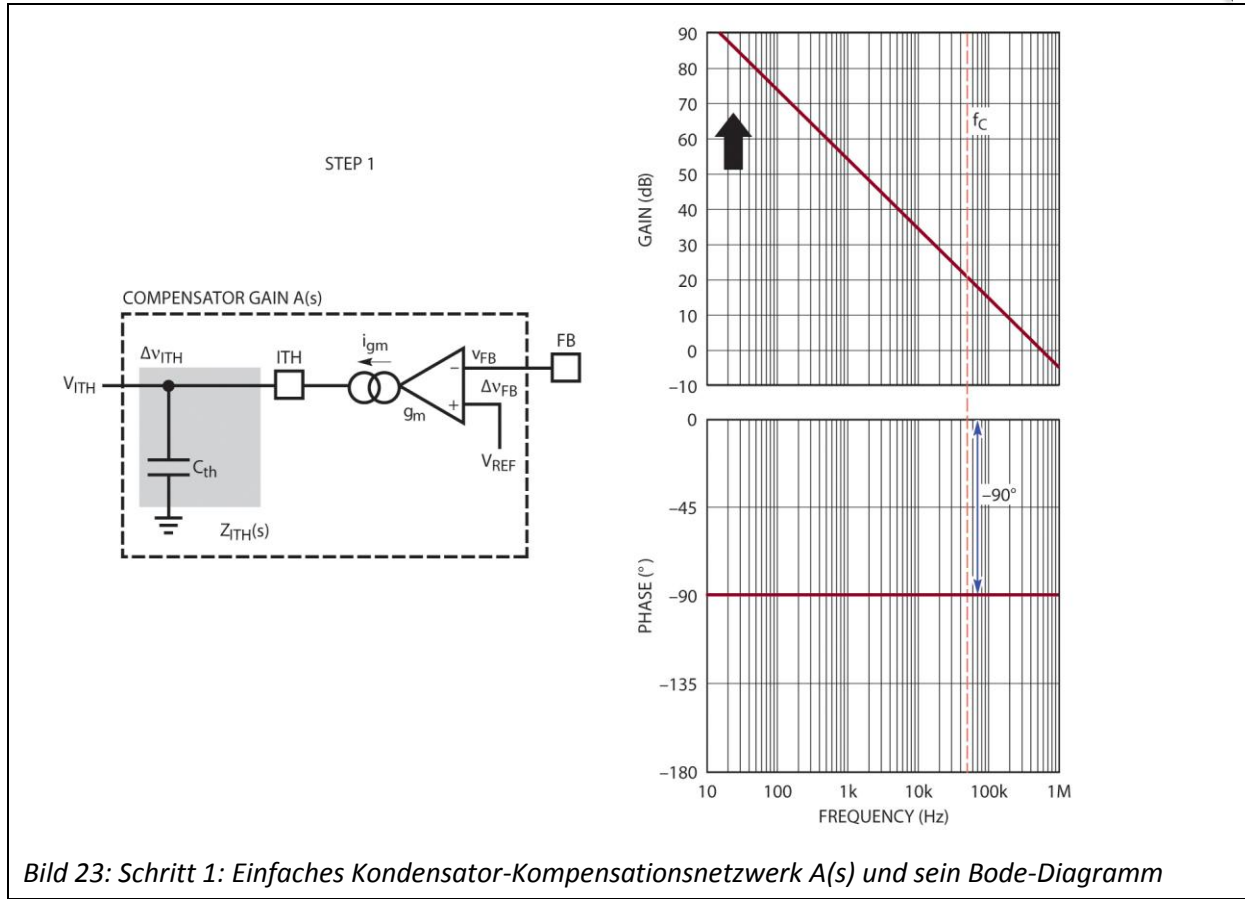 STEP 1
COMPENSATOR GAIN A(s)
ΔvITH
ITH
igm
vFB
FB
VITH
–
ΔvFB
+
gm
VREF
Cth
ZITH(s)
90
80
70
60
50
40
30
20
10
0
–10
GAIN (dB)
fC
0
–45
–90
–135
–180
PHASE (°)
–90°
10 100 1k 10k 100k 1M
FREQUENCY (Hz)
Bild 23: Schritt 1: Einfaches Kondensator-Kompensationsnetzwerk A(s) und sein Bode-Diagramm